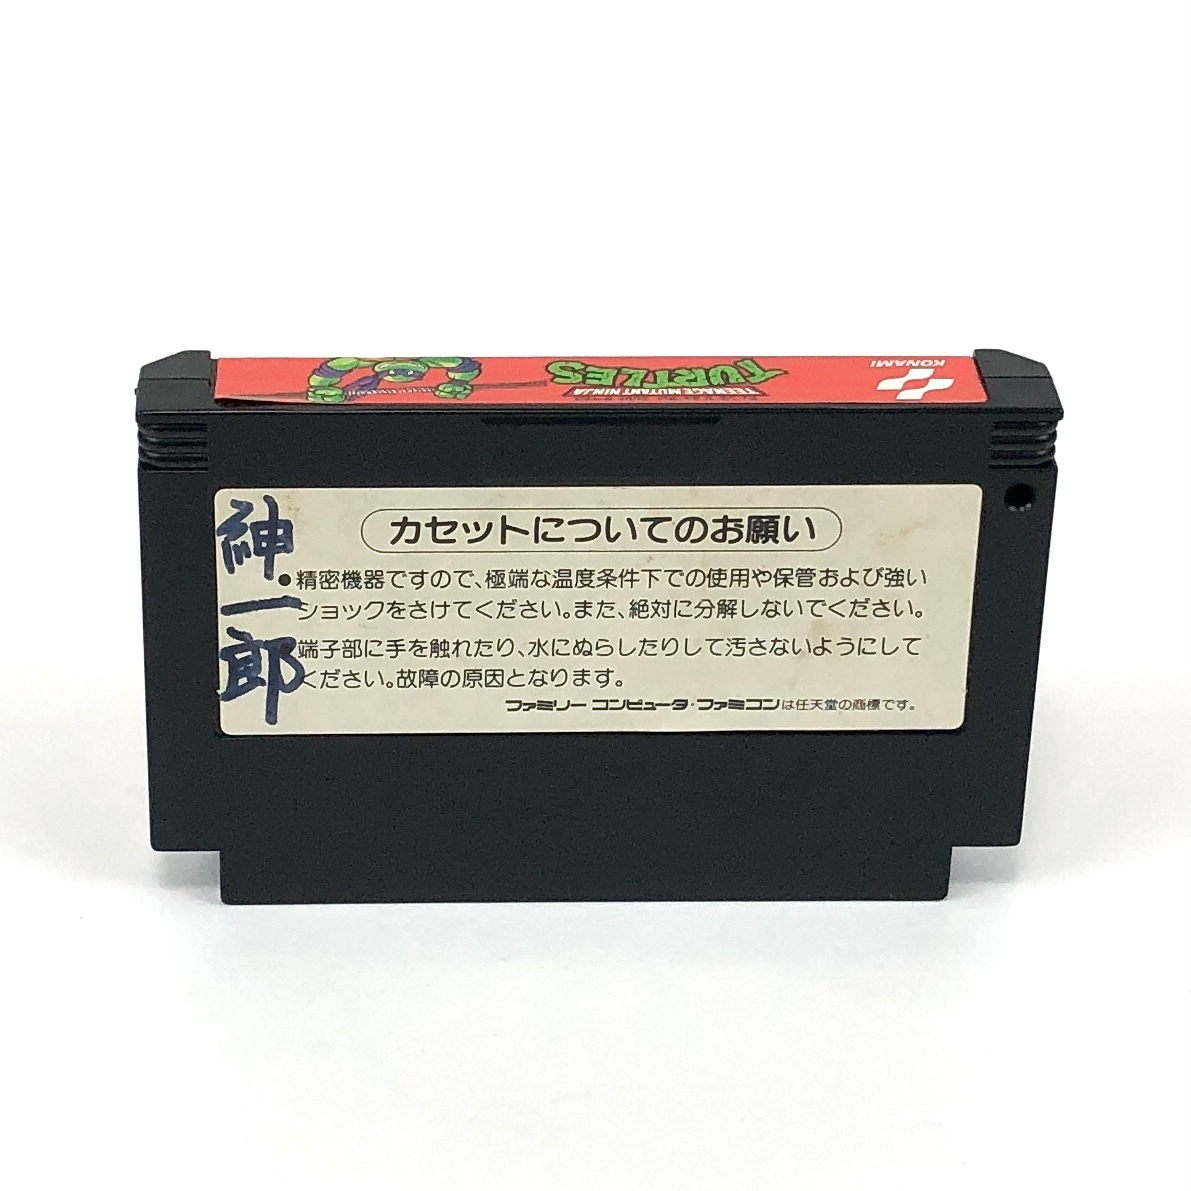 KONAMI
TEENAGE MUTANT NINJA
TURTLES
カセットについてのお願い
紳一郎
●精密機器ですので、極端な温度条件下での使用や保管および強い
ショックをさけてください。また、絶対に分解しないでください。
●端子部に手を触れたり、水にぬらしたりして汚さないようにして
ください。故障の原因となります。
ファミリーコンピュータ・ファミコンは任天堂の商標です。